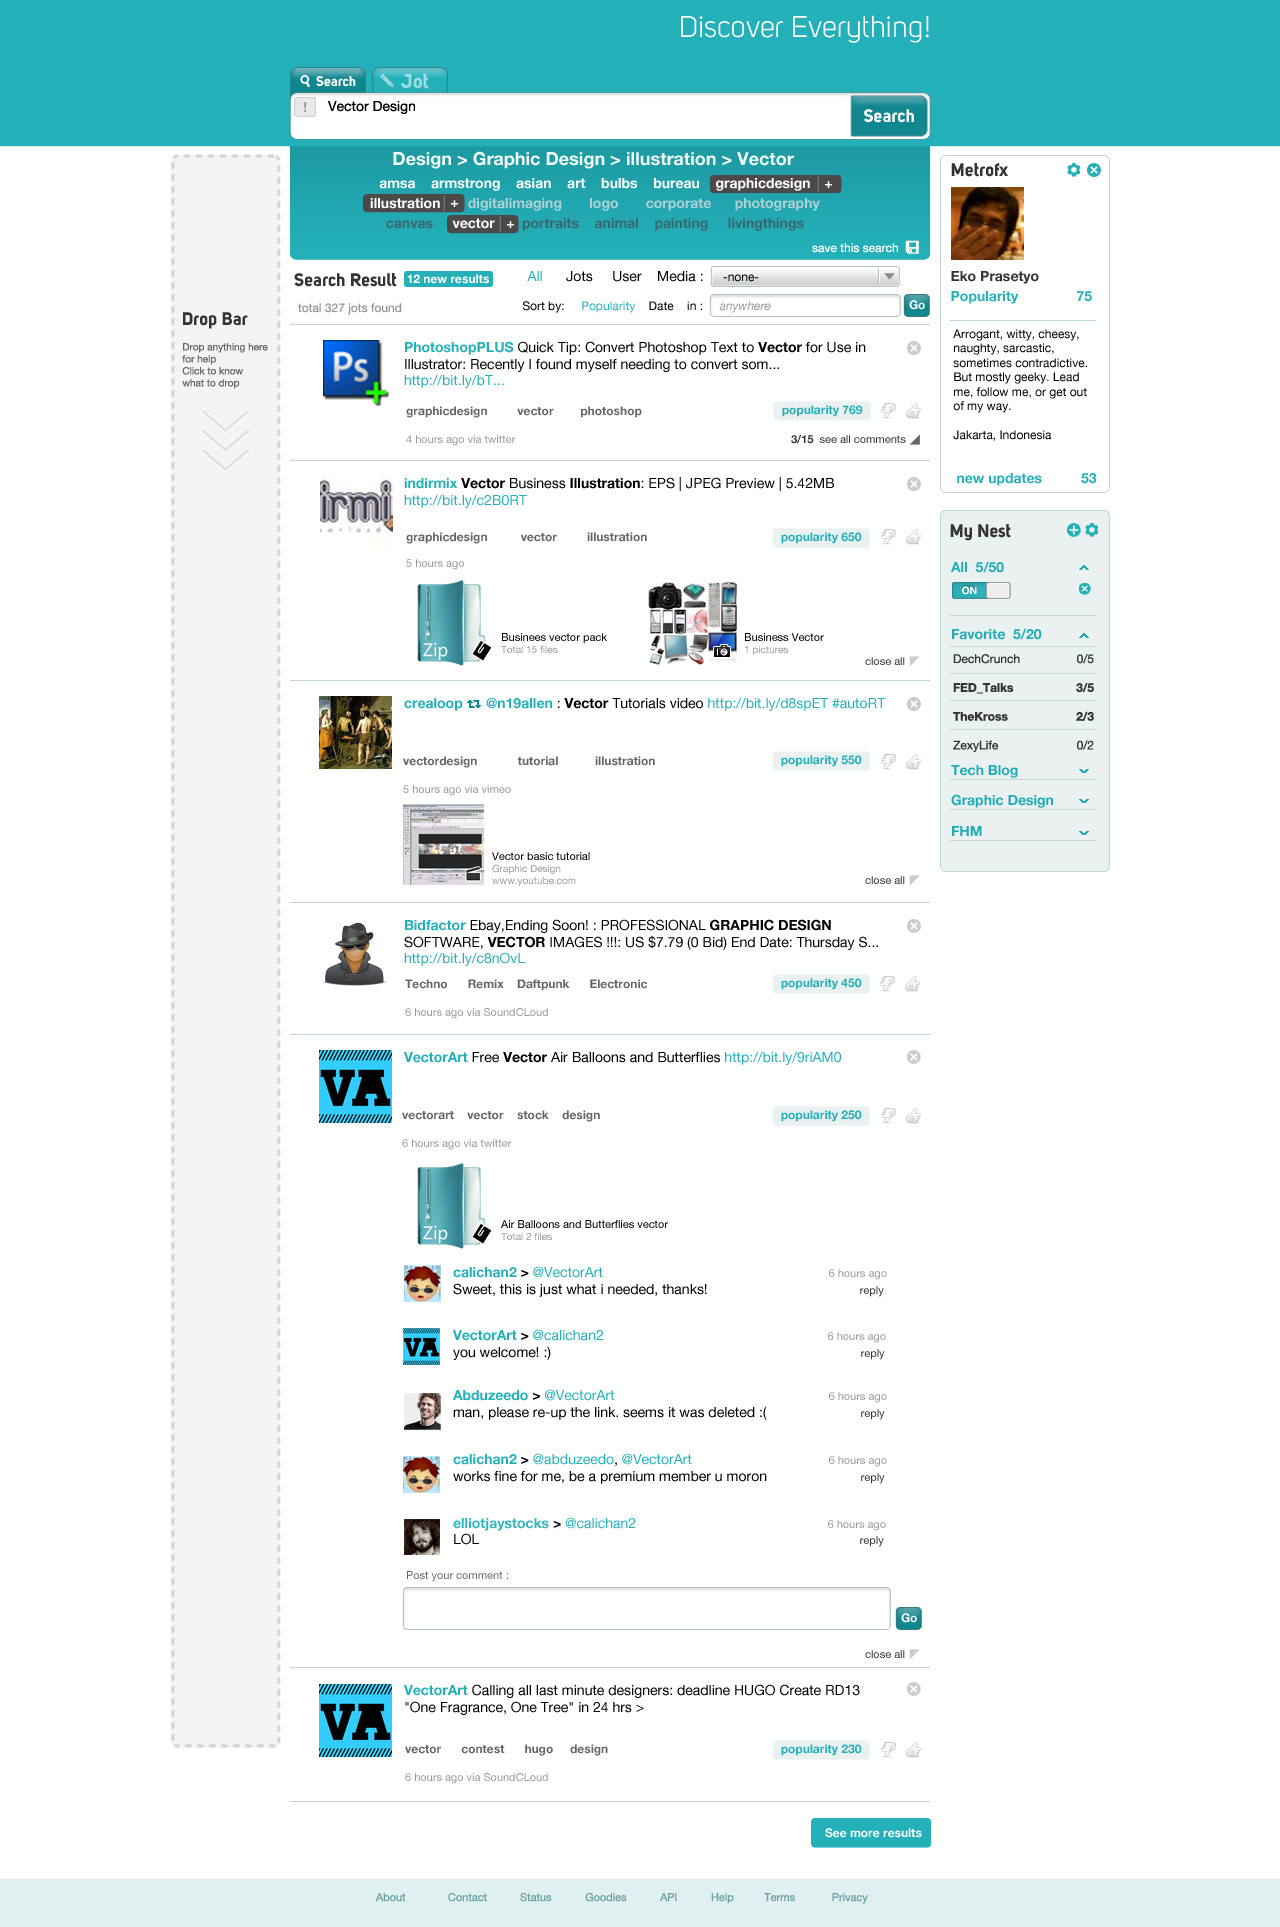 Discover Everything!
Search
Jot
! Vector Design
Search
Design > Graphic Design > illustration > Vector
amsa armstrong asian art bulbs bureau graphicdesign +
illustration + digitalimaging logo corporate photography
canvas vector + portraits animal painting livingthings
save this search
Search Result 12 new results
All Jots User Media : -none-
total 327 jots found
Sort by: Popularity Date in : anywhere Go
Drop Bar
Drop anything here
for help
Click to know
what to drop
Ps
PhotoshopPLUS Quick Tip: Convert Photoshop Text to Vector for Use in
Illustrator: Recently I found myself needing to convert som...
http://bit.ly/bT...
graphicdesign vector photoshop popularity 769
4 hours ago via twitter 3/15 see all comments
irmi
indirmix Vector Business Illustration: EPS | JPEG Preview | 5.42MB
http://bit.ly/c2B0RT
graphicdesign vector illustration popularity 650
5 hours ago
Zip
Businees vector pack
Total 15 files
Business Vector
1 pictures
close all
crealoop @n19allen : Vector Tutorials video http://bit.ly/d8spET #autoRT
vectordesign tutorial illustration popularity 550
5 hours ago via vimeo
Vector basic tutorial
Graphic Design
www.youtube.com
close all
Bidfactor Ebay,Ending Soon! : PROFESSIONAL GRAPHIC DESIGN
SOFTWARE, VECTOR IMAGES !!!: US $7.79 (0 Bid) End Date: Thursday S...
http://bit.ly/c8nOvL
Techno Remix Daftpunk Electronic popularity 450
6 hours ago via SoundCLoud
VA
VectorArt Free Vector Air Balloons and Butterflies http://bit.ly/9riAM0
vectorart vector stock design popularity 250
6 hours ago via twitter
Zip
Air Balloons and Butterflies vector
Total 2 files
calichan2 > @VectorArt 6 hours ago
Sweet, this is just what i needed, thanks! reply
VA
VectorArt > @calichan2 6 hours ago
you welcome! :) reply
Abduzeedo > @VectorArt 6 hours ago
man, please re-up the link. seems it was deleted :( reply
calichan2 > @abduzeedo, @VectorArt 6 hours ago
works fine for me, be a premium member u moron reply
elliotjaystocks > @calichan2 6 hours ago
LOL reply
Post your comment :
Go
close all
VA
VectorArt Calling all last minute designers: deadline HUGO Create RD13
"One Fragrance, One Tree" in 24 hrs >
vector contest hugo design popularity 230
6 hours ago via SoundCLoud
See more results
Metrofx
Eko Prasetyo
Popularity 75
Arrogant, witty, cheesy,
naughty, sarcastic,
sometimes contradictive.
But mostly geeky. Lead
me, follow me, or get out
of my way.
Jakarta, Indonesia
new updates 53
My Nest
All 5/50
ON
Favorite 5/20
DechCrunch 0/5
FED_Talks 3/5
TheKross 2/3
ZexyLife 0/2
Tech Blog
Graphic Design
FHM
About Contact Status Goodies API Help Terms Privacy